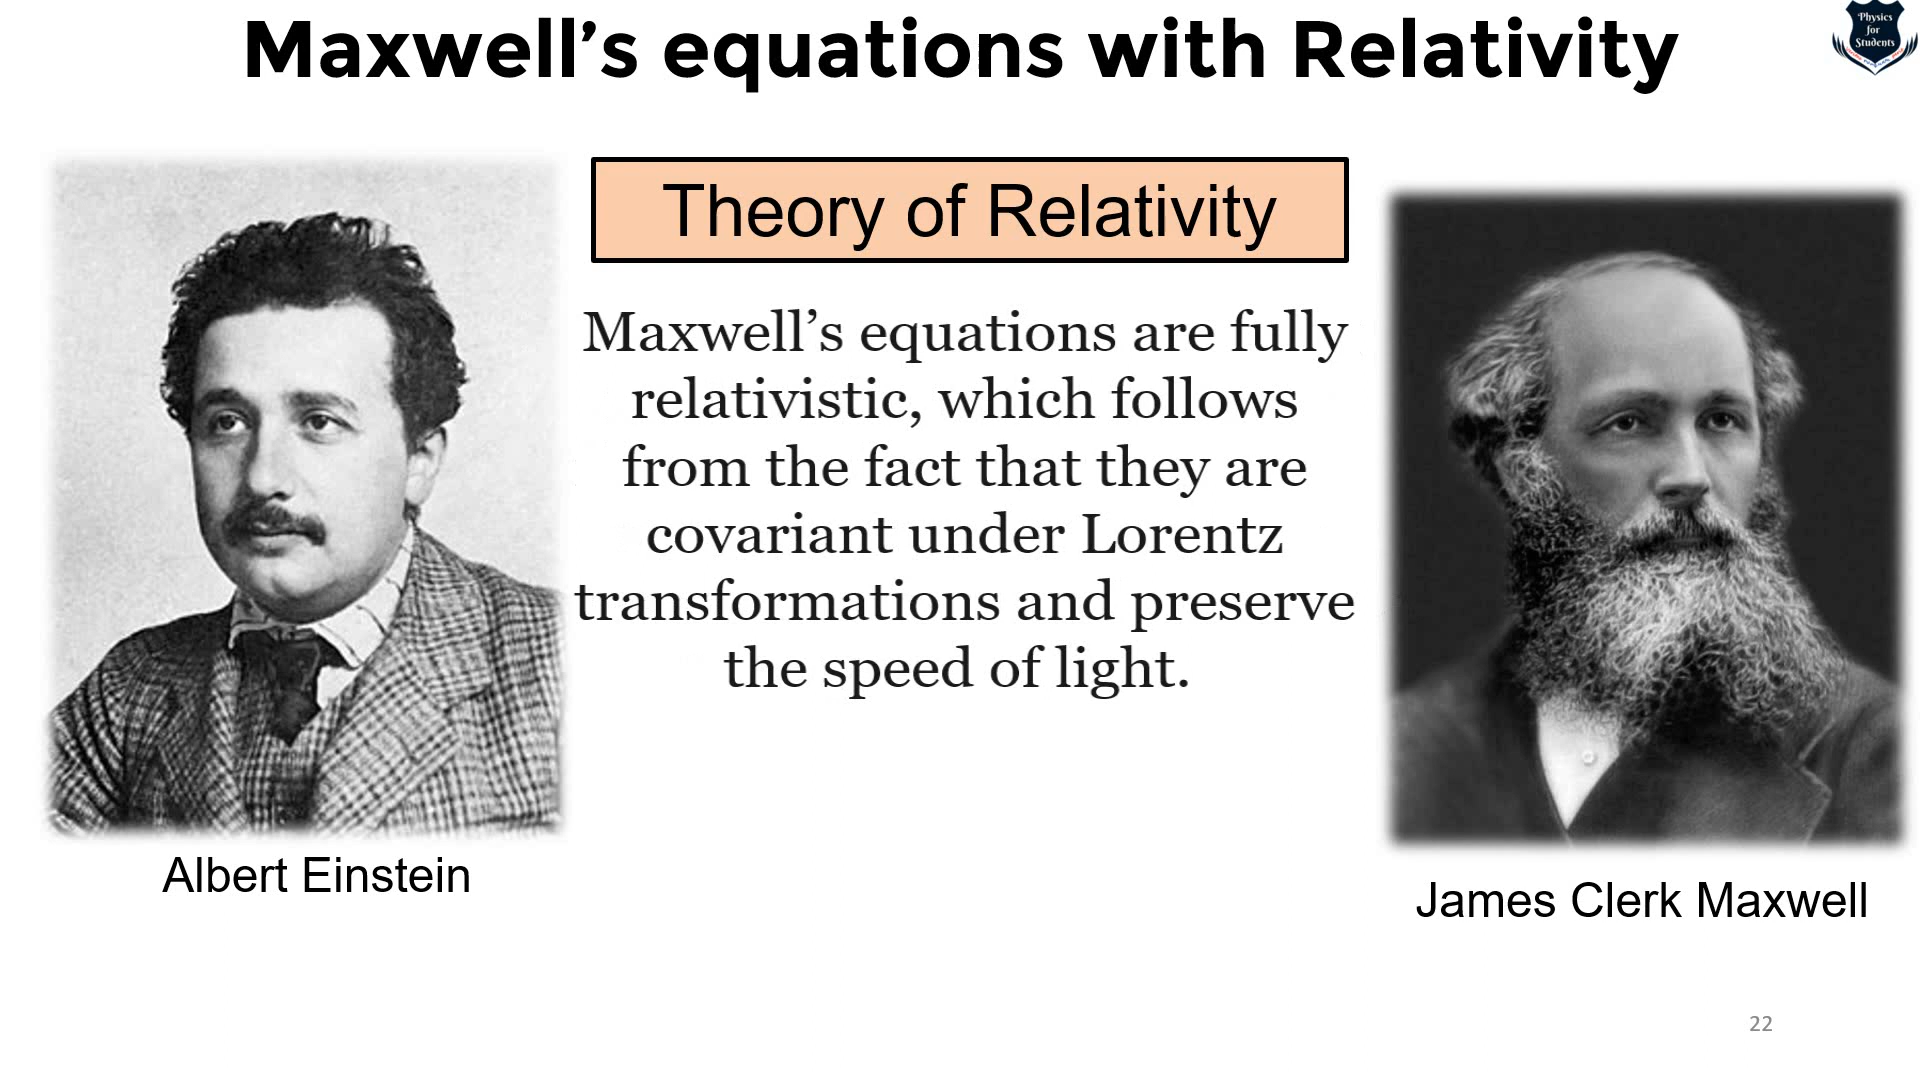 Maxwell’s equations with Relativity
Physics
for
Students
Theory of Relativity
Maxwell’s equations are fully
relativistic, which follows
from the fact that they are
covariant under Lorentz
transformations and preserve
the speed of light.
Albert Einstein
James Clerk Maxwell
22